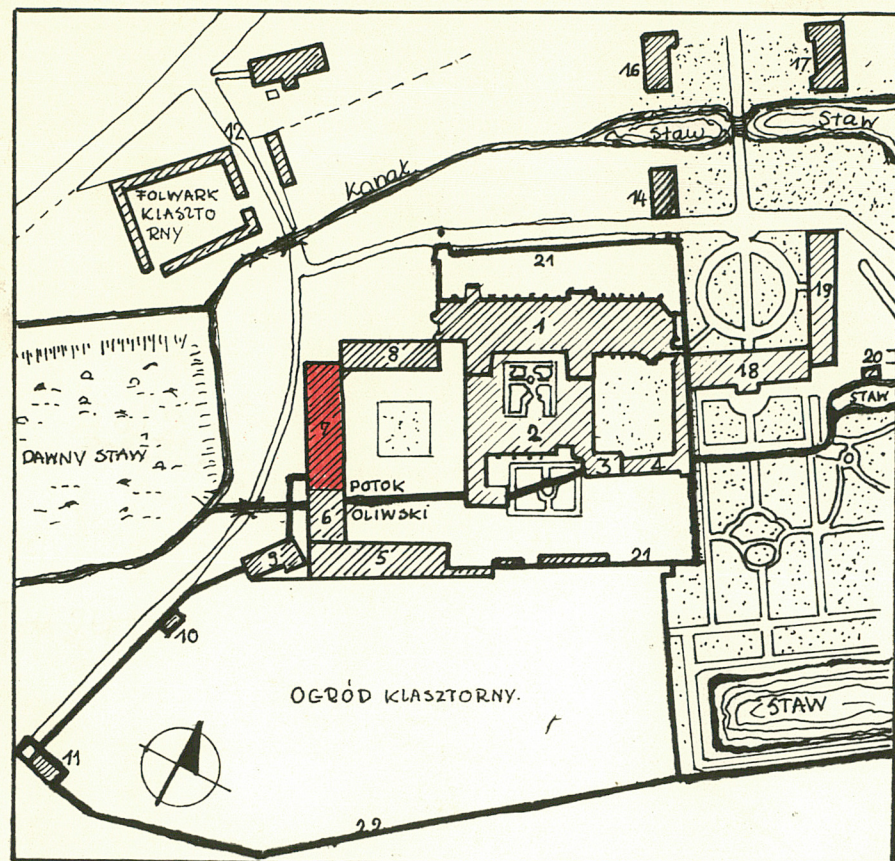 16
17
Staw
Staw
12
Kanał
14
FOLWARK
KLASZTO
RNY
21
19
1
8
18
20
STAW
7
2
DAWNY STAW
3
4
POTOK
6
OLIWSKI
21
9
5
10
OGRÓD KLASZTORNY.
STAW
11
22